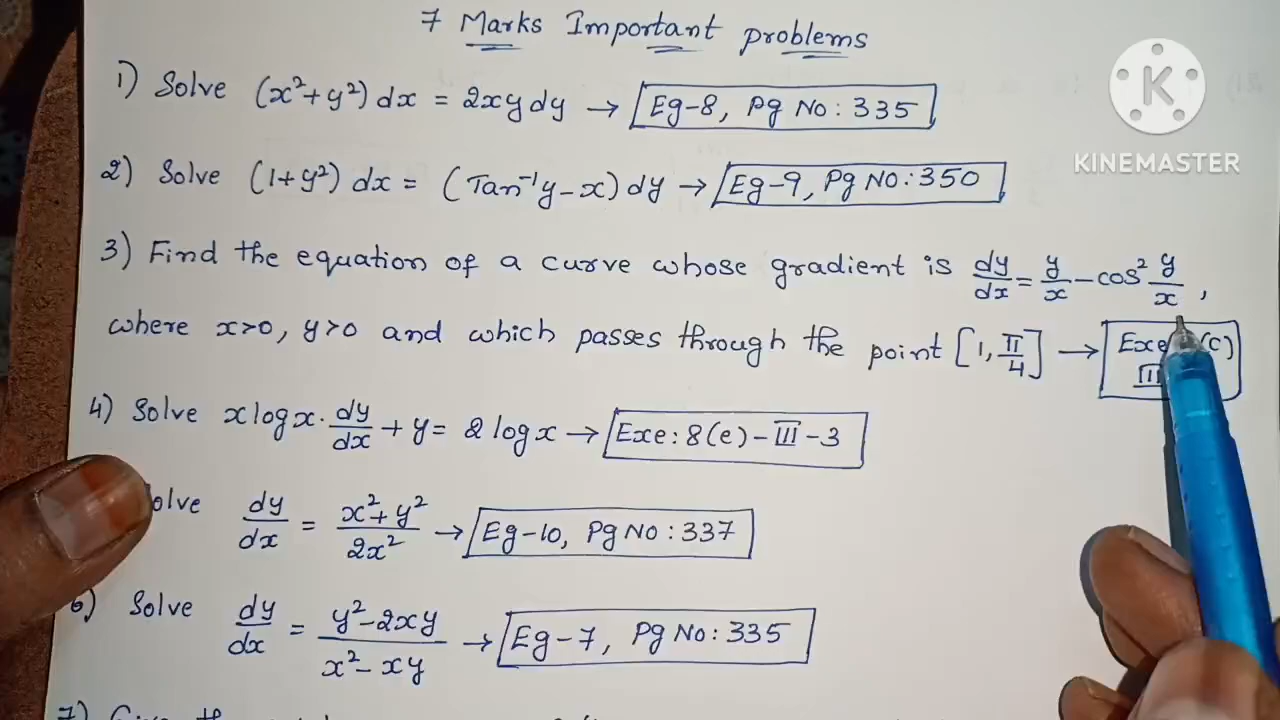 7 Marks Important problems
1) Solve (x²+y²) dx = 2xy dy → Eg-8, Pg No: 335
2) Solve (1+y²) dx = (Tan⁻¹y-x) dy → Eg-9, Pg No: 350
3) Find the equation of a curve whose gradient is dy/dx = y/x - cos² y/x,
where x>0, y>0 and which passes through the point [1, π/4] → Exe (c)
III
4) Solve x log x · dy/dx + y = 2 log x → Exe: 8(e)-III-3
olve dy/dx = (x²+y²)/2x² → Eg-10, Pg No: 337
6) Solve dy/dx = (y²-2xy)/(x²-xy) → Eg-7, Pg No: 335
7)
K
KINEMASTER